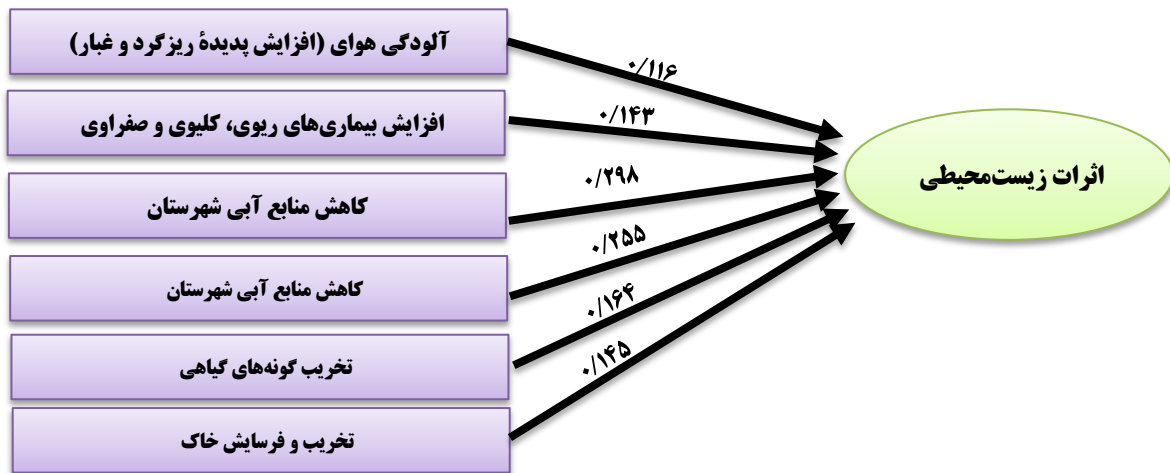 آلودگی هوای (افزایش پدیدۀ ریزگرد و غبار)
۰/۱۱۶
افزایش بیماری‌های ریوی، کلیوی و صفراوی
۰/۱۴۳
کاهش منابع آبی شهرستان
۰/۲۹۸
کاهش منابع آبی شهرستان
۰/۲۵۵
تخریب گونه‌های گیاهی
۰/۱۶۴
تخریب و فرسایش خاک
۰/۱۴۵
اثرات زیست‌محیطی